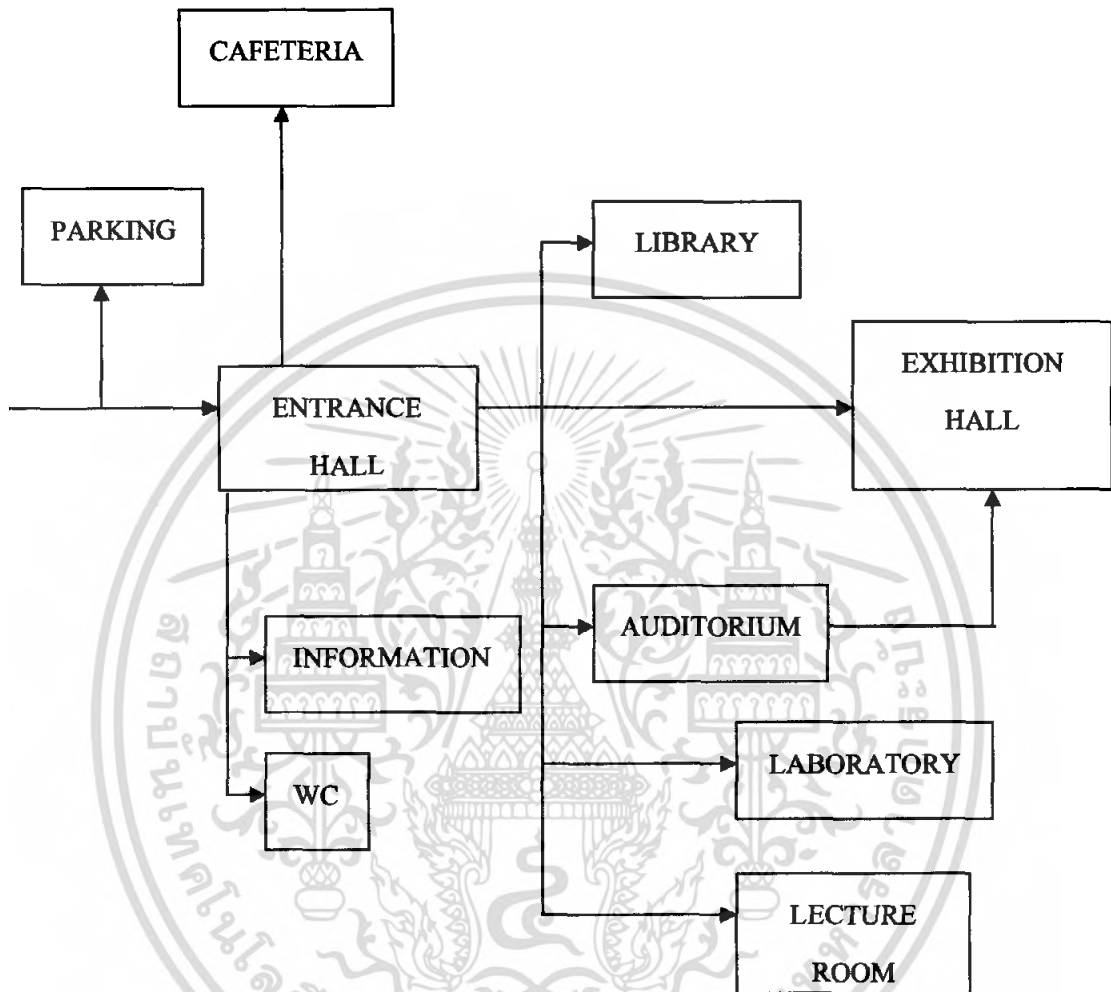 CAFETERIA
PARKING
LIBRARY
EXHIBITION
HALL
ENTRANCE
HALL
AUDITORIUM
INFORMATION
LABORATORY
WC
LECTURE
ROOM